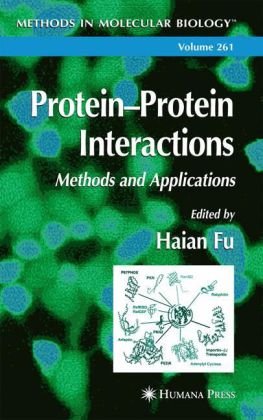 METHODS IN MOLECULAR BIOLOGY™
Volume 261
Protein–Protein
Interactions
Methods and Applications
Edited by
Haian Fu
HUMANA PRESS